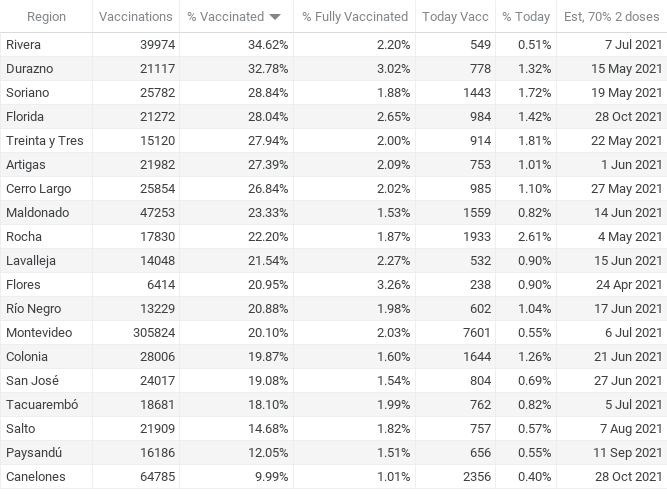 Region Vaccinations % Vaccinated % Fully Vaccinated Today Vacc % Today Est, 70% 2 doses
Rivera 39974 34.62% 2.20% 549 0.51% 7 Jul 2021
Durazno 21117 32.78% 3.02% 778 1.32% 15 May 2021
Soriano 25782 28.84% 1.88% 1443 1.72% 19 May 2021
Florida 21272 28.04% 2.65% 984 1.42% 28 Oct 2021
Treinta y Tres 15120 27.94% 2.00% 914 1.81% 22 May 2021
Artigas 21982 27.39% 2.09% 753 1.01% 1 Jun 2021
Cerro Largo 25854 26.84% 2.02% 985 1.10% 27 May 2021
Maldonado 47253 23.33% 1.53% 1559 0.82% 14 Jun 2021
Rocha 17830 22.20% 1.87% 1933 2.61% 4 May 2021
Lavalleja 14048 21.54% 2.27% 532 0.90% 15 Jun 2021
Flores 6414 20.95% 3.26% 238 0.90% 24 Apr 2021
Río Negro 13229 20.88% 1.98% 602 1.04% 17 Jun 2021
Montevideo 305824 20.10% 2.03% 7601 0.55% 6 Jul 2021
Colonia 28006 19.87% 1.60% 1644 1.26% 21 Jun 2021
San José 24017 19.08% 1.54% 804 0.69% 27 Jun 2021
Tacuarembó 18681 18.10% 1.99% 762 0.82% 5 Jul 2021
Salto 21909 14.68% 1.82% 757 0.57% 7 Aug 2021
Paysandú 16186 12.05% 1.51% 656 0.55% 11 Sep 2021
Canelones 64785 9.99% 1.01% 2356 0.40% 28 Oct 2021